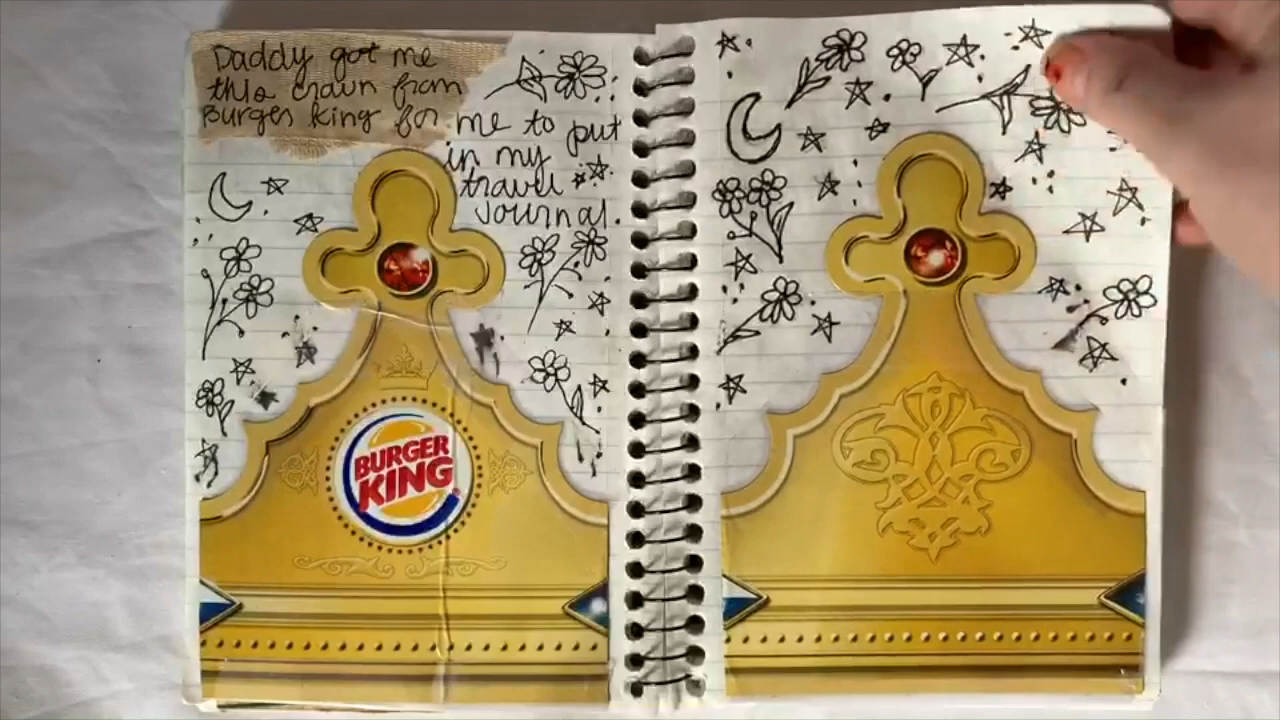 Daddy got me
this crown from
Burger king for me to put
in my
travel
journal.
BURGER
KING